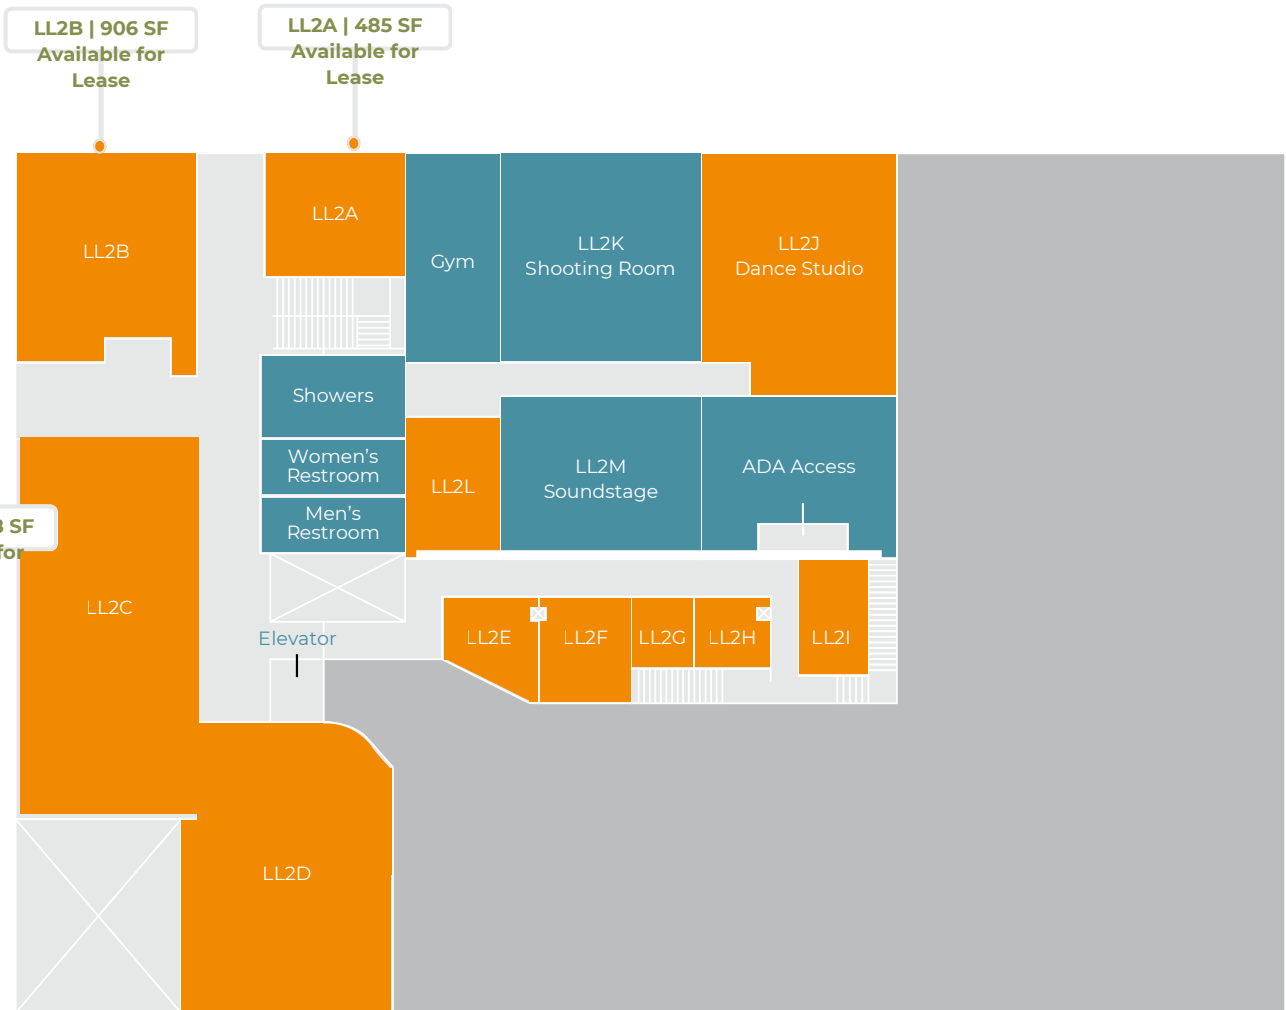 LL2B | 906 SF
Available for
Lease
LL2A | 485 SF
Available for
Lease
LL2B
LL2A
Gym
LL2K
Shooting Room
LL2J
Dance Studio
Showers
Women's
Restroom
Men's
Restroom
LL2L
LL2M
Soundstage
ADA Access
SF
for
LL2C
Elevator
LL2E
LL2F
LL2G
LL2H
LL2I
LL2D